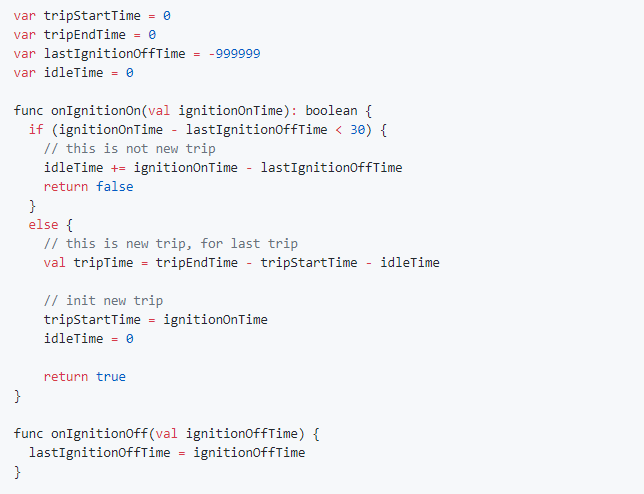 var tripStartTime = 0
var tripEndTime = 0
var lastIgnitionOffTime = -999999
var idleTime = 0

func onIgnitionOn(val ignitionOnTime): boolean {
  if (ignitionOnTime - lastIgnitionOffTime < 30) {
    // this is not new trip
    idleTime += ignitionOnTime - lastIgnitionOffTime
    return false
  }
  else {
    // this is new trip, for last trip
    val tripTime = tripEndTime - tripStartTime - idleTime

    // init new trip
    tripStartTime = ignitionOnTime
    idleTime = 0

    return true
}

func onIgnitionOff(val ignitionOffTime) {
  lastIgnitionOffTime = ignitionOffTime
}